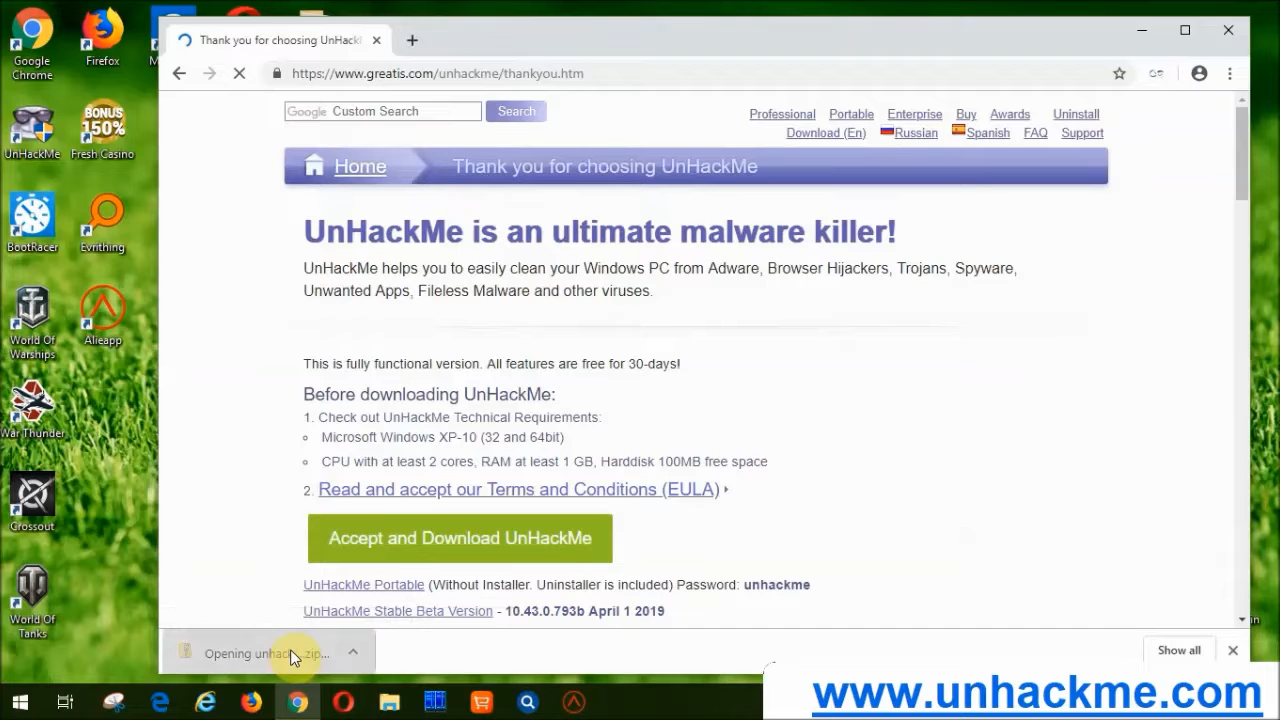 Thank you for choosing UnHackM
https://www.greatis.com/unhackme/thankyou.htm
Google Custom Search
Search
Professional Portable Enterprise Buy Awards Uninstall
Download (En) Russian Spanish FAQ Support
Home
Thank you for choosing UnHackMe
UnHackMe is an ultimate malware killer!
UnHackMe helps you to easily clean your Windows PC from Adware, Browser Hijackers, Trojans, Spyware,
Unwanted Apps, Fileless Malware and other viruses.
This is fully functional version. All features are free for 30-days!
Before downloading UnHackMe:
1. Check out UnHackMe Technical Requirements:
Microsoft Windows XP-10 (32 and 64bit)
CPU with at least 2 cores, RAM at least 1 GB, Harddisk 100MB free space
2. Read and accept our Terms and Conditions (EULA)
Accept and Download UnHackMe
UnHackMe Portable (Without Installer. Uninstaller is included) Password: unhackme
UnHackMe Stable Beta Version - 10.43.0.793b April 1 2019
Opening unhac....zip...
Show all
Google
Chrome
Firefox
UnHackMe
BONUS
150%
Fresh Casino
BootRacer
Evrithing
World Of
Warships
Alieapp
War Thunder
Crossout
World Of
Tanks
www.unhackme.com